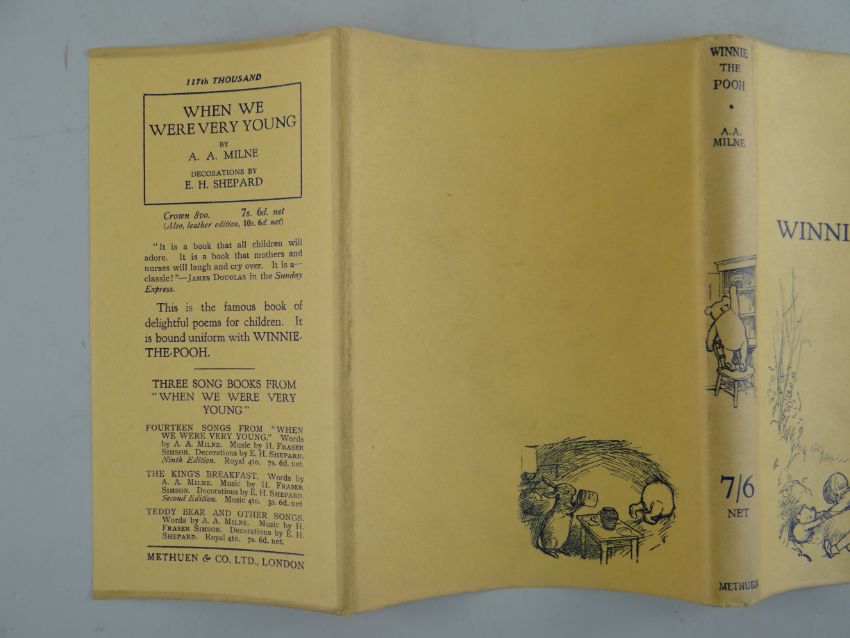 117th THOUSAND
WHEN WE
WERE VERY YOUNG
BY
A. A. MILNE
DECORATIONS BY
E. H. SHEPARD
Crown 8vo. 7s. 6d. net
(Also, leather edition, 10s. 6d. net)
"It is a book that all children will
adore. It is a book that mothers and
nurses will laugh and cry over. It is a—
classic!"—JAMES DOUGLAS in the Sunday
Express.
This is the famous book of
delightful poems for children. It
is bound uniform with WINNIE-
THE-POOH.
THREE SONG BOOKS FROM
"WHEN WE WERE VERY
YOUNG"
FOURTEEN SONGS FROM "WHEN
WE WERE VERY YOUNG." Words
by A. A. MILNE. Music by H. FRASER
SIMSON. Decorations by E. H. SHEPARD.
Ninth Edition. Royal 4to. 7s. 6d. net.
THE KING'S BREAKFAST. Words by
A. A. MILNE. Music by H. FRASER
SIMSON. Decorations by E. H. SHEPARD.
Second Edition. Music 4to. 3s. 6d. net
TEDDY BEAR AND OTHER SONGS.
Words by A. A. MILNE. Music by H.
FRASER SIMSON. Decorations by E. H.
SHEPARD. Royal 4to. 7s. 6d. net.
METHUEN & CO. LTD., LONDON
WINNIE
THE
POOH
A.A.
MILNE
7/6
NET
METHUEN
WINNI